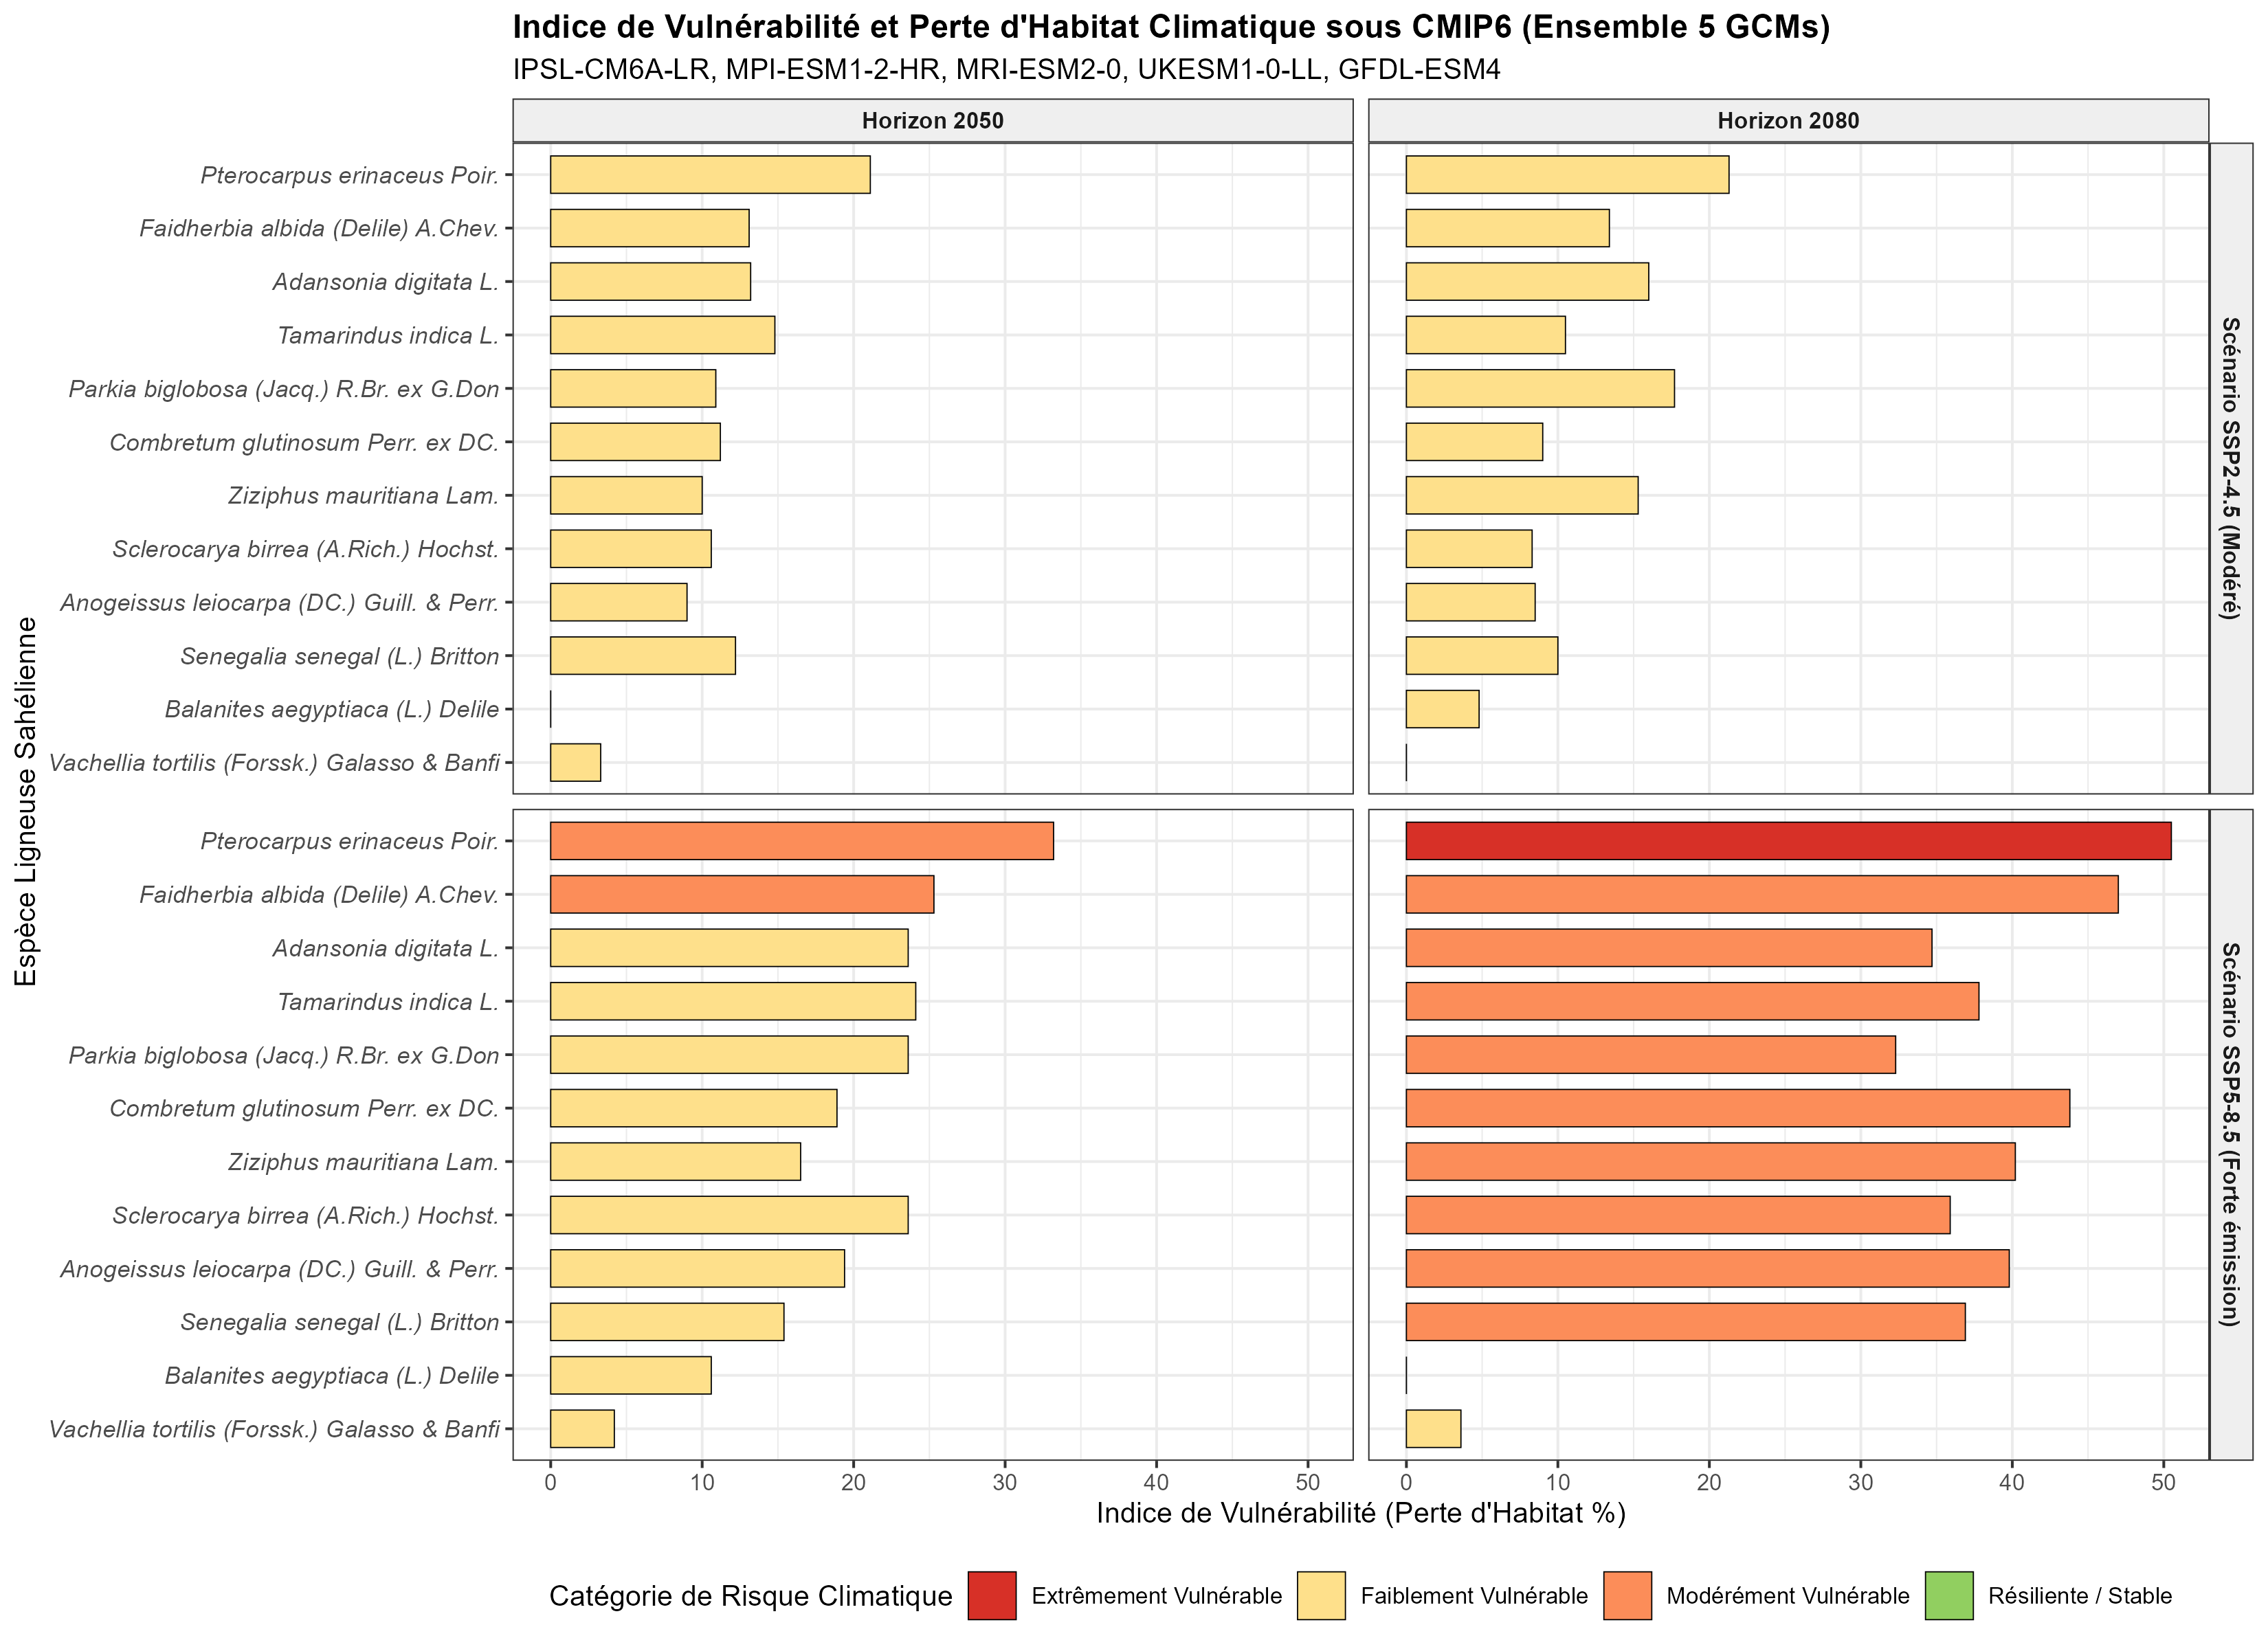 Indice de Vulnérabilité et Perte d'Habitat Climatique sous CMIP6 (Ensemble 5 GCMs)
IPSL-CM6A-LR, MPI-ESM1-2-HR, MRI-ESM2-0, UKESM1-0-LL, GFDL-ESM4
Horizon 2050
Horizon 2080
Espèce Ligneuse Sahélienne
Pterocarpus erinaceus Poir.
Faidherbia albida (Delile) A.Chev.
Adansonia digitata L.
Tamarindus indica L.
Parkia biglobosa (Jacq.) R.Br. ex G.Don
Combretum glutinosum Perr. ex DC.
Ziziphus mauritiana Lam.
Sclerocarya birrea (A.Rich.) Hochst.
Anogeissus leiocarpa (DC.) Guill. & Perr.
Senegalia senegal (L.) Britton
Balanites aegyptiaca (L.) Delile
Vachellia tortilis (Forssk.) Galasso & Banfi
Scénario SSP2-4.5 (Modéré)
Pterocarpus erinaceus Poir.
Faidherbia albida (Delile) A.Chev.
Adansonia digitata L.
Tamarindus indica L.
Parkia biglobosa (Jacq.) R.Br. ex G.Don
Combretum glutinosum Perr. ex DC.
Ziziphus mauritiana Lam.
Sclerocarya birrea (A.Rich.) Hochst.
Anogeissus leiocarpa (DC.) Guill. & Perr.
Senegalia senegal (L.) Britton
Balanites aegyptiaca (L.) Delile
Vachellia tortilis (Forssk.) Galasso & Banfi
Scénario SSP5-8.5 (Forte émission)
0 10 20 30 40 50
0 10 20 30 40 50
Indice de Vulnérabilité (Perte d'Habitat %)
Catégorie de Risque Climatique Extrêmement Vulnérable Faiblement Vulnérable Modérément Vulnérable Résiliente / Stable